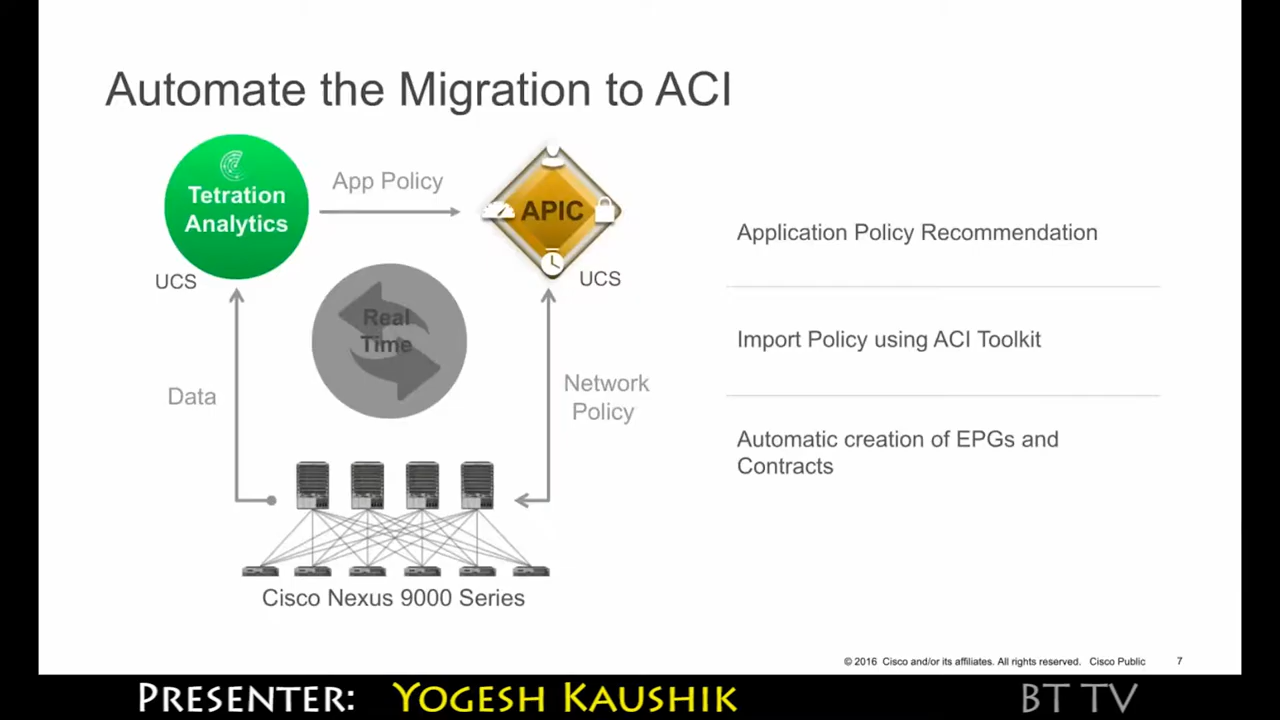 Automate the Migration to ACI
Tetration
Analytics
App Policy
APIC
UCS
UCS
Real
Time
Data
Network
Policy
Cisco Nexus 9000 Series
Application Policy Recommendation
Import Policy using ACI Toolkit
Automatic creation of EPGs and
Contracts
© 2016 Cisco and/or its affiliates. All rights reserved. Cisco Public 7
PRESENTER: YOGESH KAUSHIK
BT TV